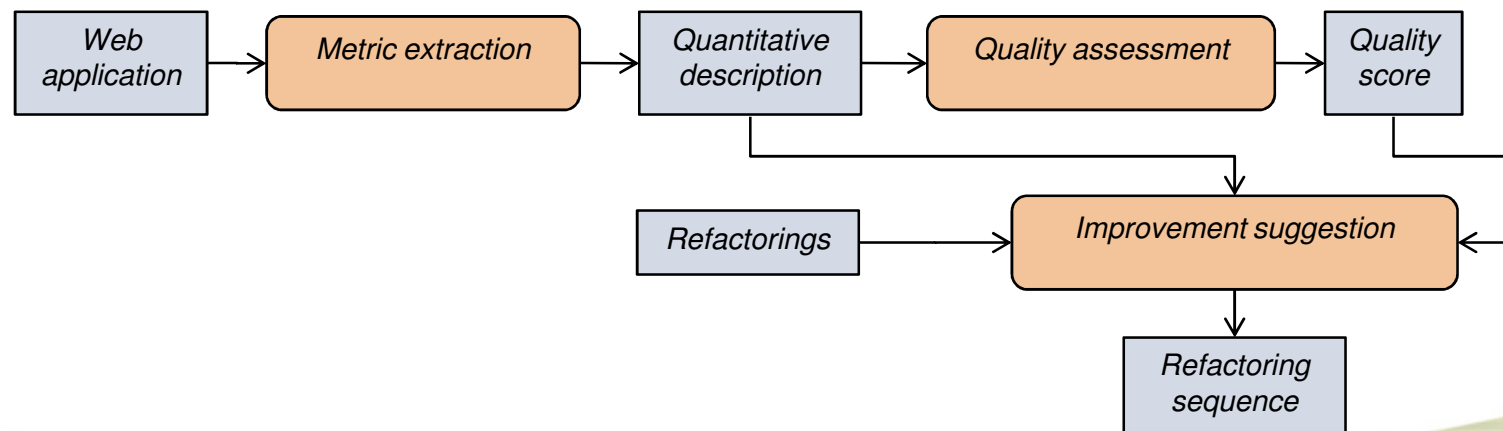 Web
application
Metric extraction
Quantitative
description
Quality assessment
Quality
score
Refactorings
Improvement suggestion
Refactoring
sequence